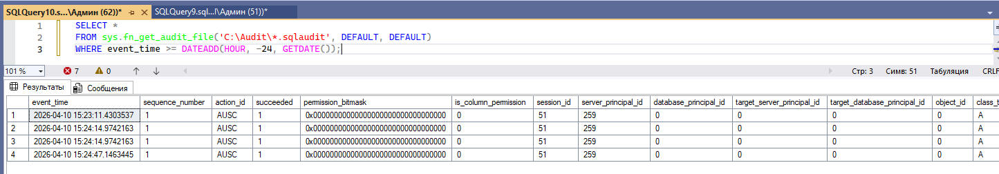 SQLQuery10.s...\Админ (62))* SQLQuery9.sql...l\Админ (51))*
1 SELECT *
2 FROM sys.fn_get_audit_file('C:\Audit\*.sqlaudit', DEFAULT, DEFAULT)
3 WHERE event_time >= DATEADD(HOUR, -24, GETDATE());
101 % 7 0 Стр: 3 Симв: 51 Табуляция CRLF
Результаты Сообщения
event_time sequence_number action_id succeeded permission_bitmask is_column_permission session_id server_principal_id database_principal_id target_server_principal_id target_database_principal_id object_id class_t
1 2026-04-10 15:23:11.4303537 1 AUSC 1 0x00000000000000000000000000000000 0 51 259 0 0 0 0 A
2 2026-04-10 15:24:14.9742163 1 AUSC 1 0x00000000000000000000000000000000 0 51 259 0 0 0 0 A
3 2026-04-10 15:24:14.9742163 1 AUSC 1 0x00000000000000000000000000000000 0 51 259 0 0 0 0 A
4 2026-04-10 15:24:47.1463445 1 AUSC 1 0x00000000000000000000000000000000 0 51 259 0 0 0 0 A